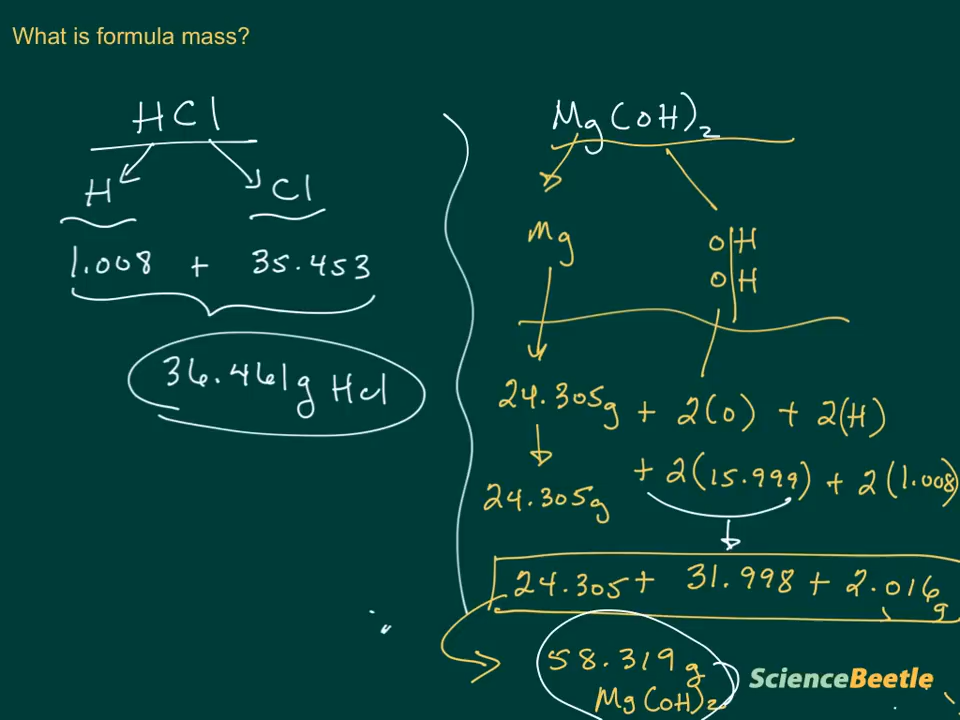 What is formula mass?
HCl
H Cl
1.008 + 35.453
36.461g Hcl
Mg(OH)2
Mg OH
OH
24.305g + 2(O) + 2(H)
24.305g + 2(15.999) + 2(1.008)
24.305 + 31.998 + 2.016g
58.319g
Mg(OH)2
ScienceBeetle